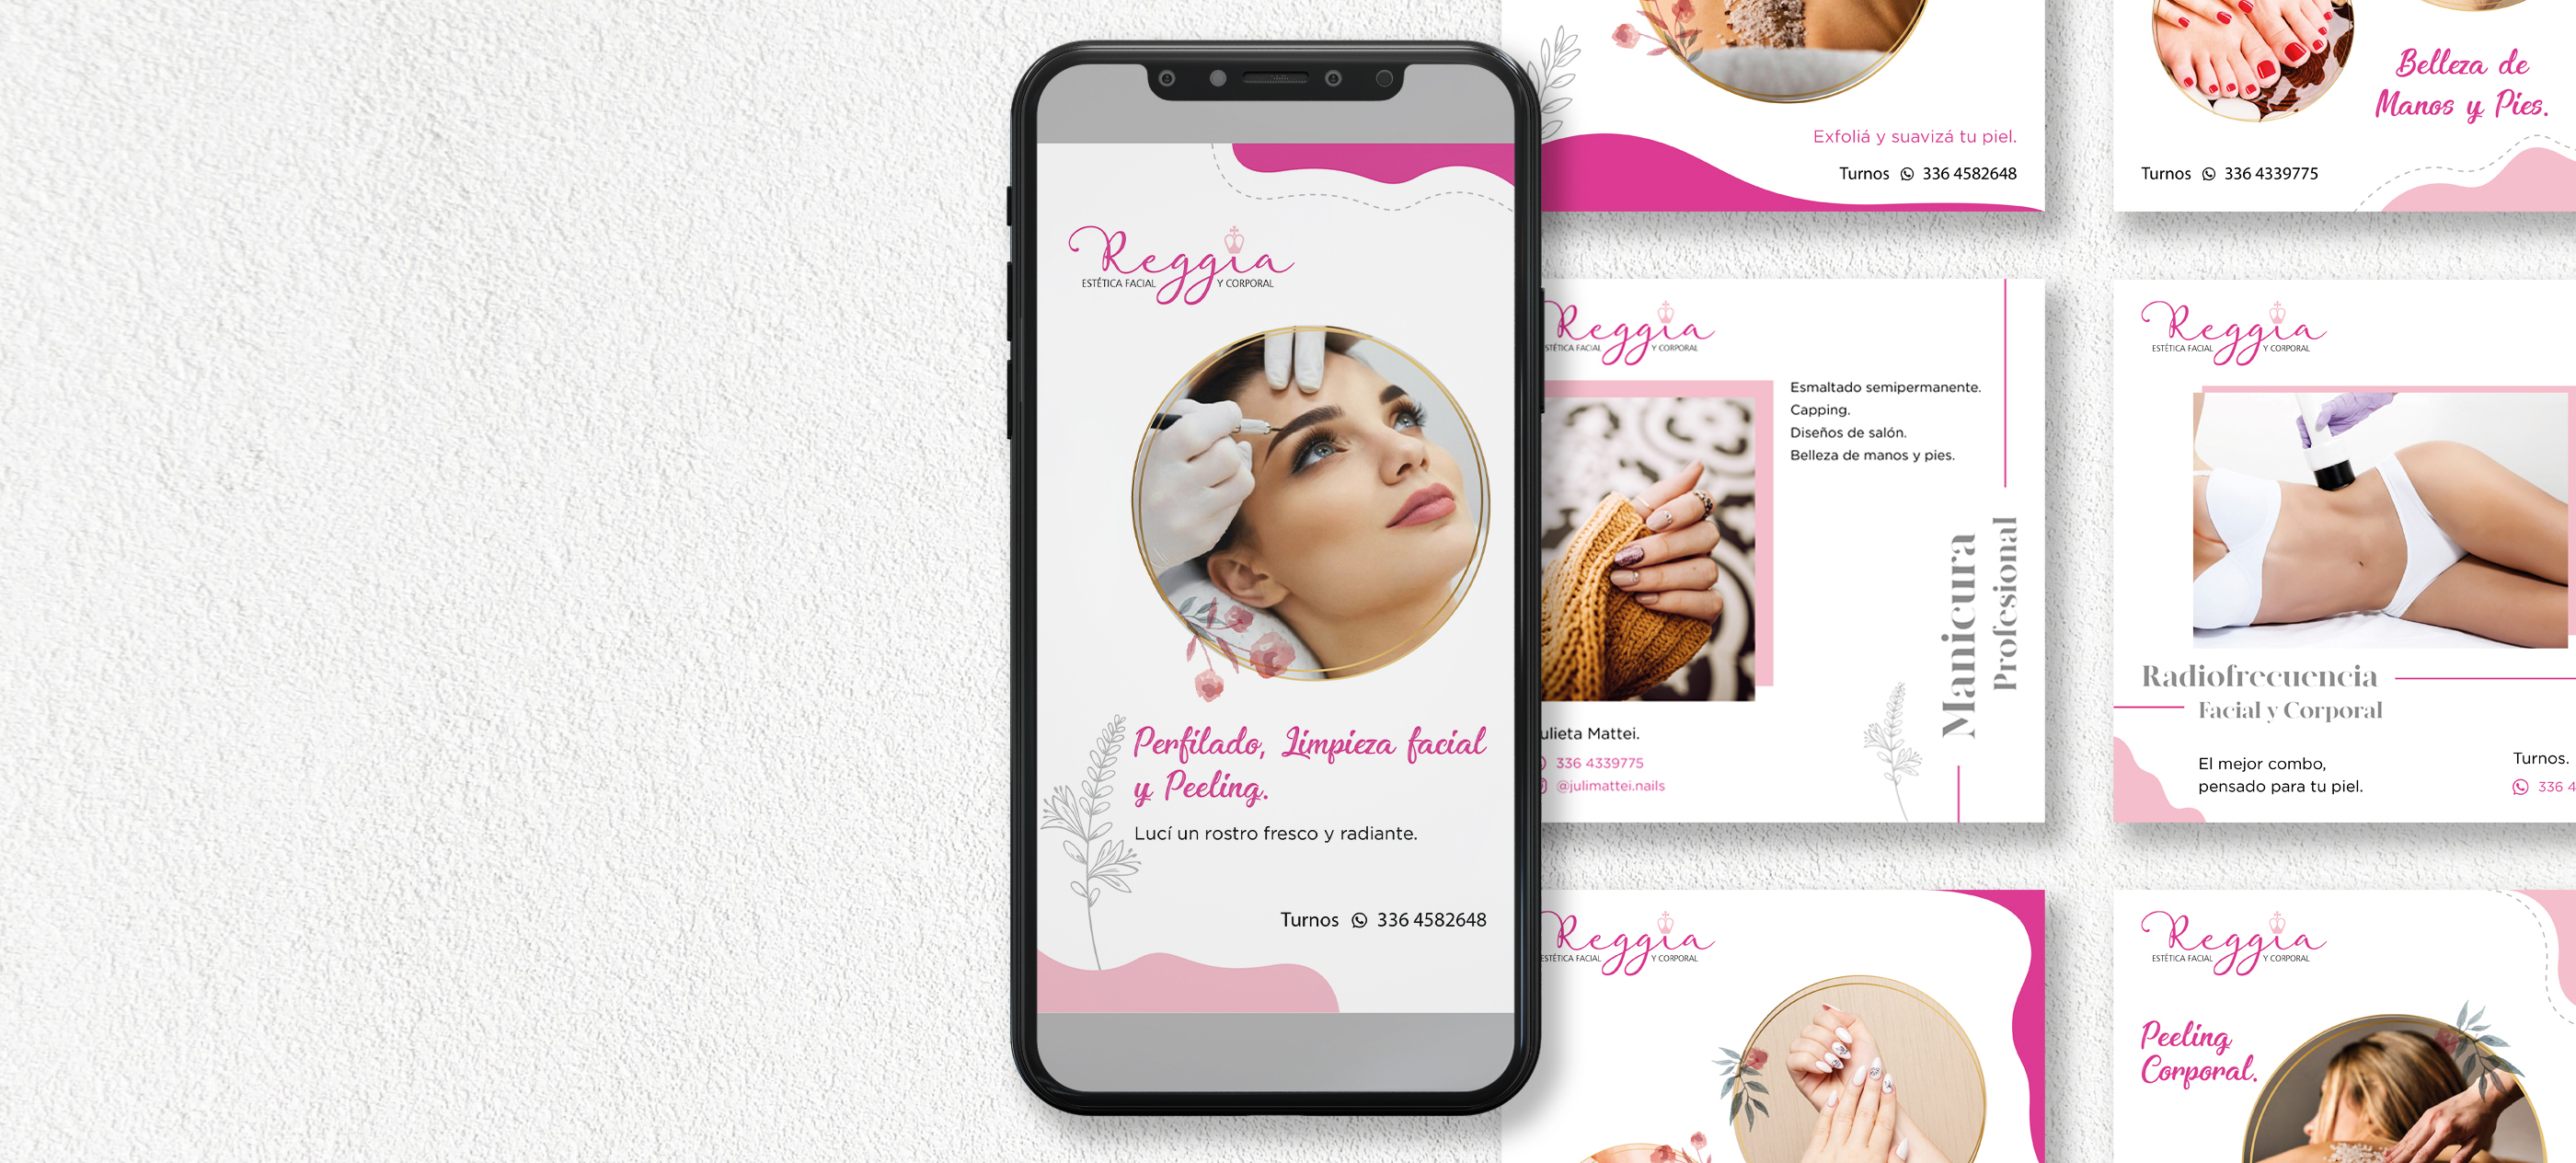 Reggia
ESTÉTICA FACIAL Y CORPORAL
Perfilado, Limpieza facial
y Peeling.
Lucí un rostro fresco y radiante.
Turnos 336 4582648
Exfoliá y suavizá tu piel.
Turnos 336 4582648
Belleza de
Manos y Pies.
Turnos 336 4339775
Reggia
ESTÉTICA FACIAL Y CORPORAL
Esmaltado semipermanente.
Capping.
Diseños de salón.
Belleza de manos y pies.
Manicura
Profesional
ulieta Mattei.
336 4339775
@julimattei.nails
Reggia
ESTÉTICA FACIAL Y CORPORAL
Radiofrecuencia
Facial y Corporal
El mejor combo,
pensado para tu piel.
Turnos.
336 4
Reggia
ESTÉTICA FACIAL Y CORPORAL
Reggia
ESTÉTICA FACIAL Y CORPORAL
Peeling
Corporal.